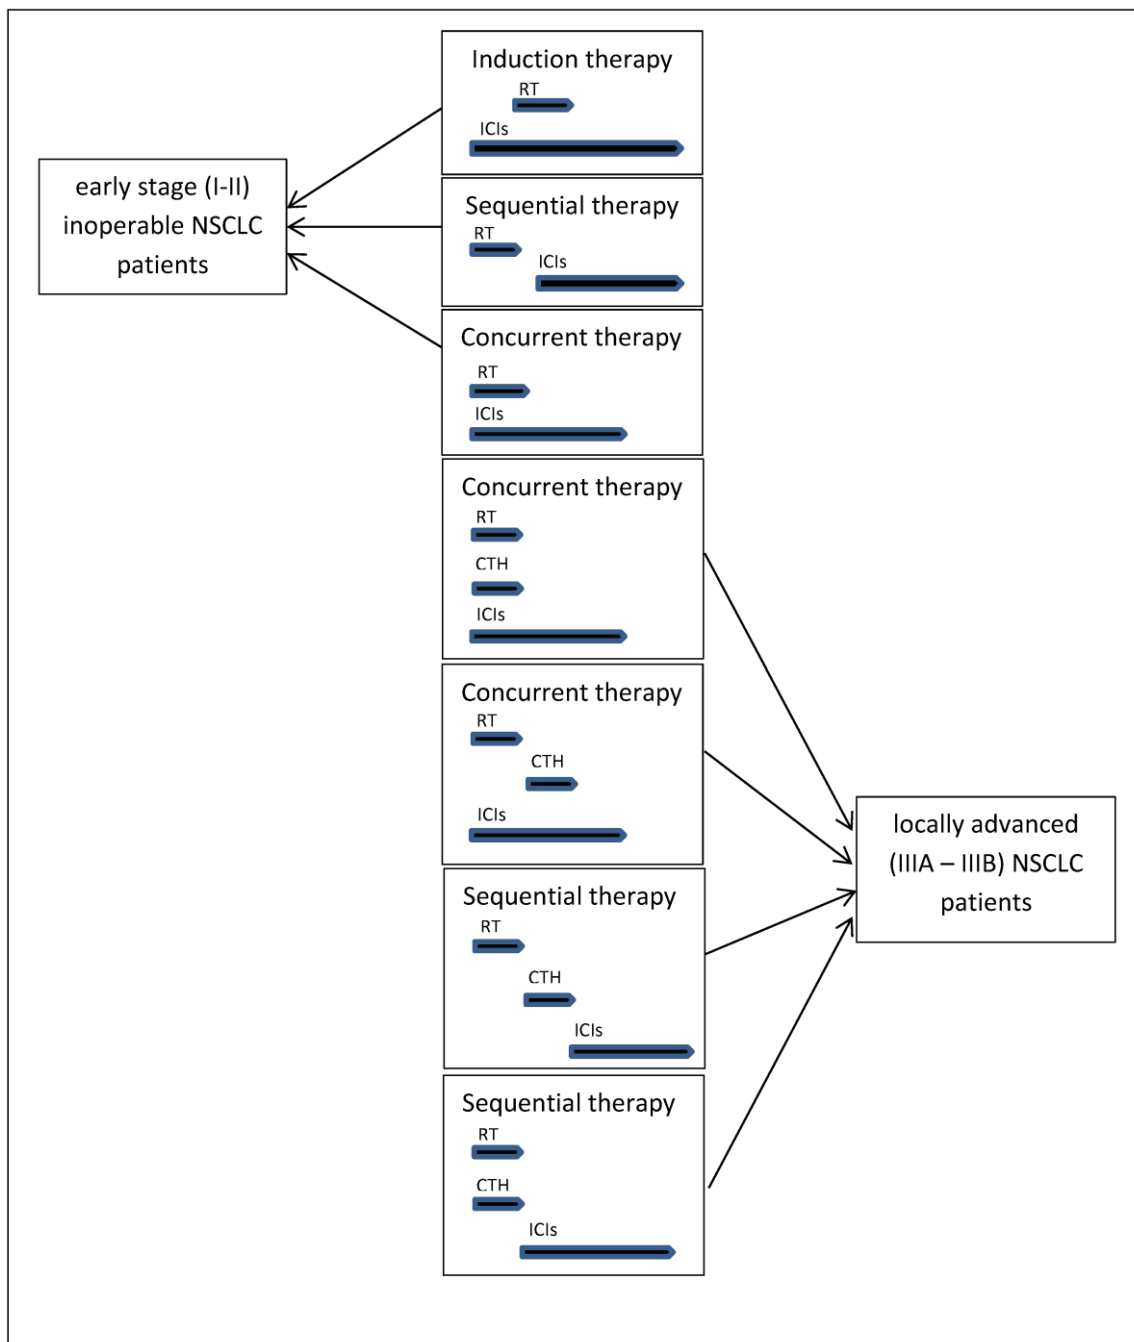 Induction therapy
RT
ICIs
early stage (I-II)
inoperable NSCLC
patients
Sequential therapy
RT
ICIs
Concurrent therapy
RT
ICIs
Concurrent therapy
RT
CTH
ICIs
Concurrent therapy
RT
CTH
ICIs
locally advanced
(IIIA – IIIB) NSCLC
patients
Sequential therapy
RT
CTH
ICIs
Sequential therapy
RT
CTH
ICIs